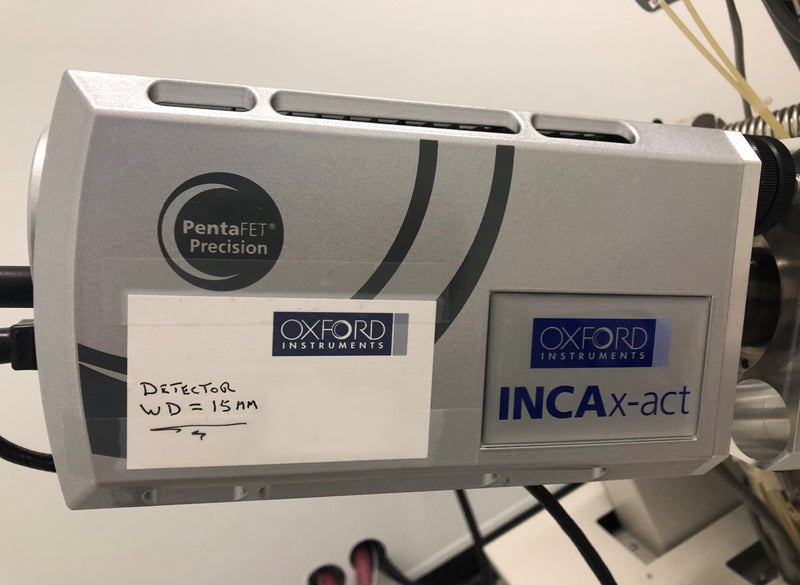 PentaFET®
Precision
OXFORD
INSTRUMENTS
DETECTOR
WD = 15MM
OXFORD
INSTRUMENTS
INCAx-act